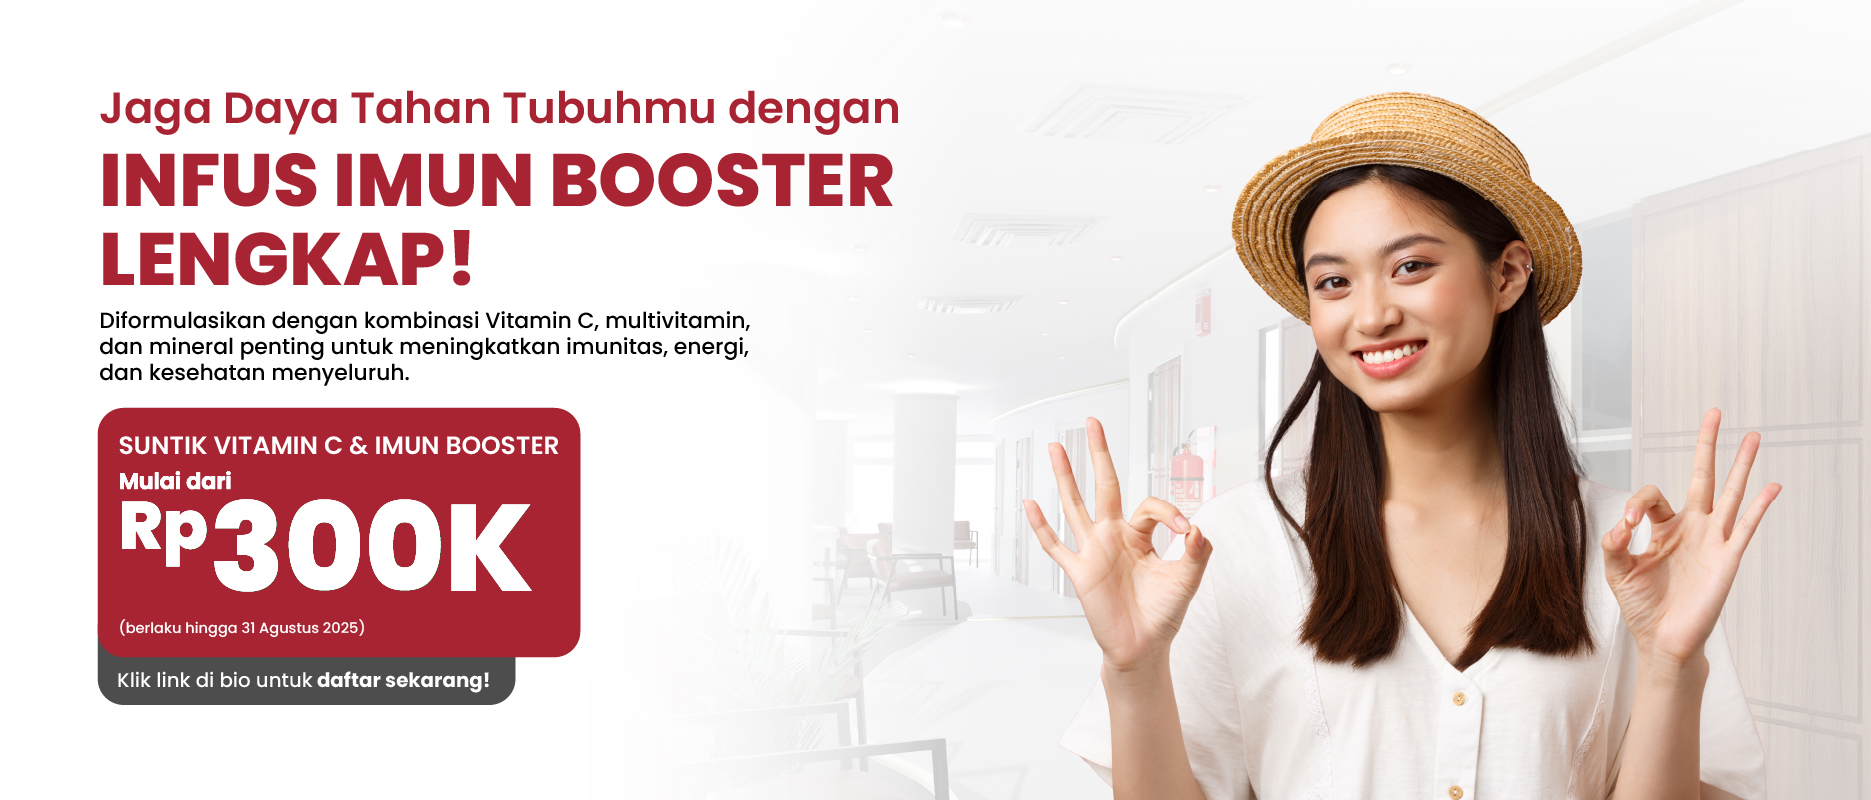 Jaga Daya Tahan Tubuhmu dengan
INFUS IMUN BOOSTER
LENGKAP!
Diformulasikan dengan kombinasi Vitamin C, multivitamin,
dan mineral penting untuk meningkatkan imunitas, energi,
dan kesehatan menyeluruh.
SUNTIK VITAMIN C & IMUN BOOSTER
Mulai dari
Rp300K
(berlaku hingga 31 Agustus 2025)
Klik link di bio untuk daftar sekarang!